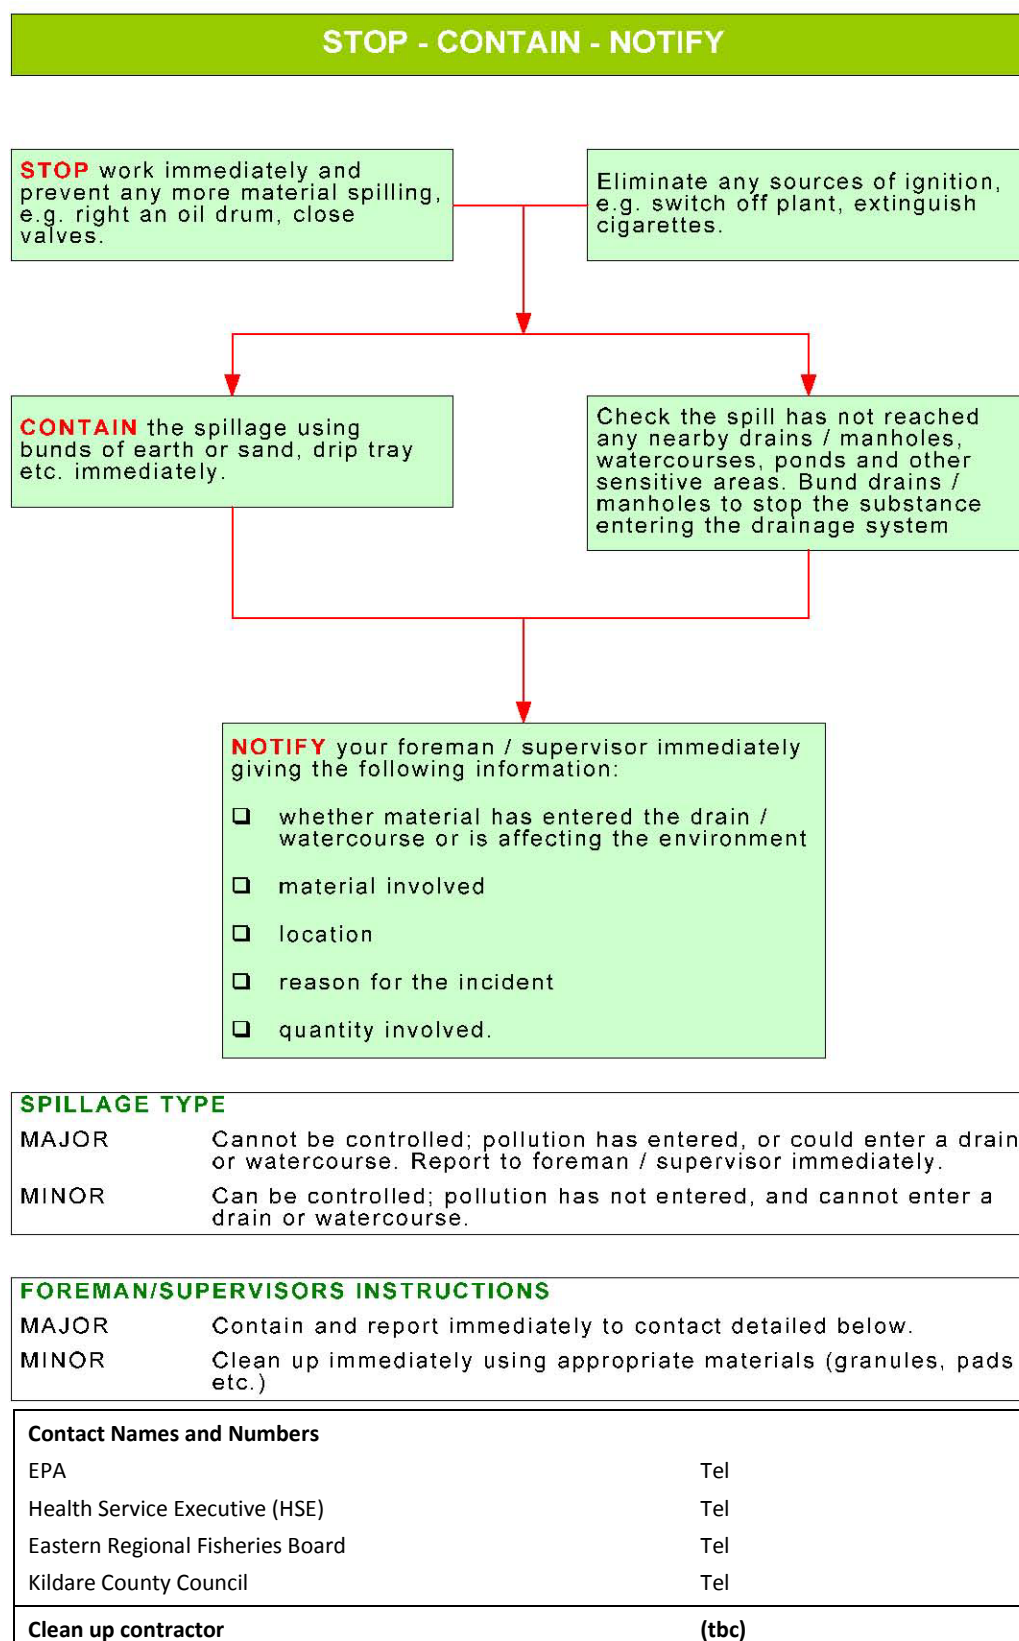 STOP - CONTAIN - NOTIFY
STOP work immediately and
prevent any more material spilling,
e.g. right an oil drum, close
valves.
Eliminate any sources of ignition,
e.g. switch off plant, extinguish
cigarettes.
CONTAIN the spillage using
bunds of earth or sand, drip tray
etc. immediately.
Check the spill has not reached
any nearby drains / manholes,
watercourses, ponds and other
sensitive areas. Bund drains /
manholes to stop the substance
entering the drainage system
NOTIFY your foreman / supervisor immediately
giving the following information:
❑ whether material has entered the drain /
watercourse or is affecting the environment
❑ material involved
❑ location
❑ reason for the incident
❑ quantity involved.
SPILLAGE TYPE
MAJOR Cannot be controlled; pollution has entered, or could enter a drain
or watercourse. Report to foreman / supervisor immediately.
MINOR Can be controlled; pollution has not entered, and cannot enter a
drain or watercourse.
FOREMAN/SUPERVISORS INSTRUCTIONS
MAJOR Contain and report immediately to contact detailed below.
MINOR Clean up immediately using appropriate materials (granules, pads
etc.)
Contact Names and Numbers
EPA Tel
Health Service Executive (HSE) Tel
Eastern Regional Fisheries Board Tel
Kildare County Council Tel
Clean up contractor (tbc)